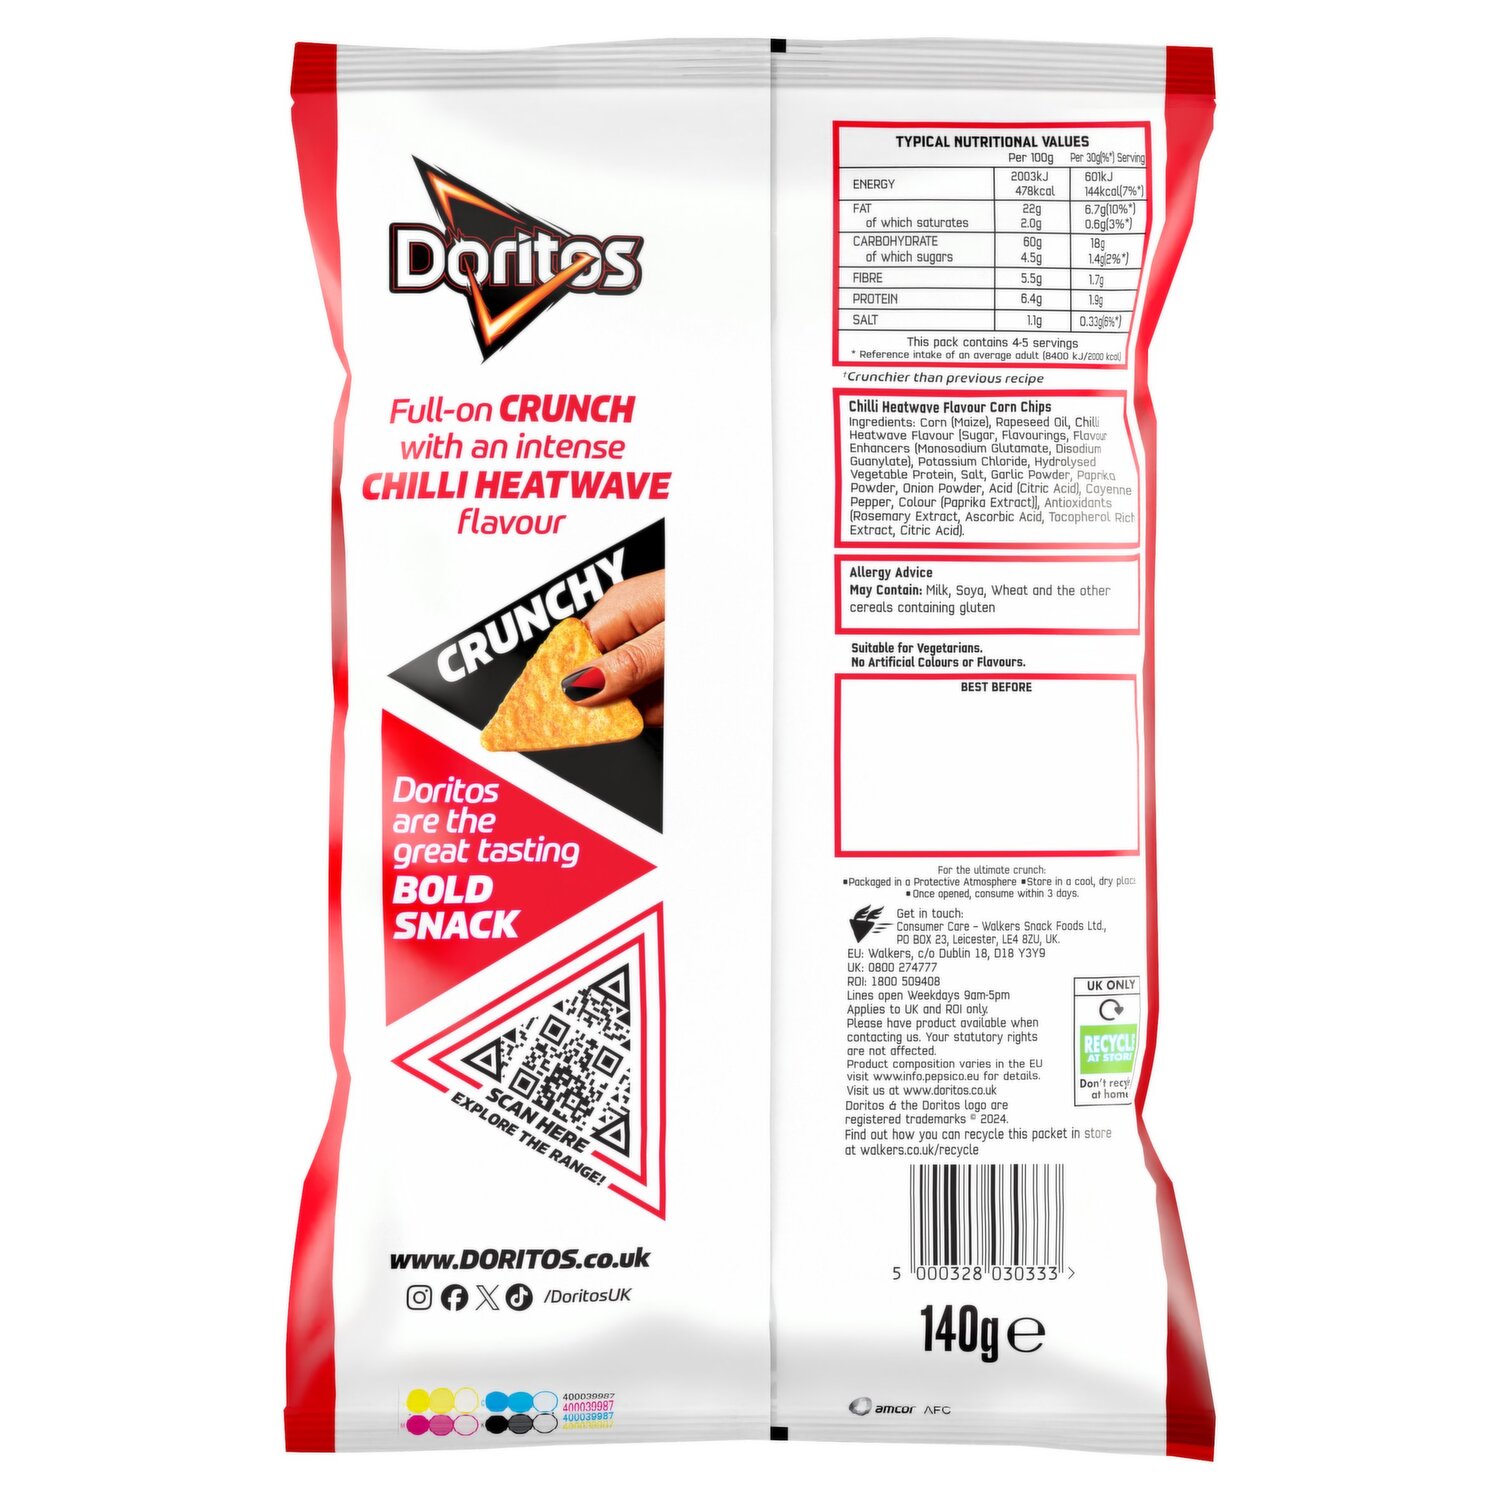 Doritos
Full-on CRUNCH
with an intense
CHILLI HEATWAVE
flavour
CRUNCHY
Doritos
are the
great tasting
BOLD
SNACK
SCAN HERE
EXPLORE THE RANGE!
www.DORITOS.co.uk
/DoritosUK
400039987
400039987
400039987
400039987
TYPICAL NUTRITIONAL VALUES
Per 100g Per 30g(%*) Serving
ENERGY 2003kJ 601kJ
478kcal 144kcal(7%*)
FAT 22g 6.7g(10%*)
of which saturates 2.0g 0.6g(3%*)
CARBOHYDRATE 60g 18g
of which sugars 4.5g 1.4g(2%*)
FIBRE 5.5g 1.7g
PROTEIN 6.4g 1.9g
SALT 1.1g 0.33g(6%*)
This pack contains 4-5 servings
* Reference intake of an average adult (8400 kJ/2000 kcal)
†Crunchier than previous recipe
Chilli Heatwave Flavour Corn Chips
Ingredients: Corn (Maize), Rapeseed Oil, Chilli
Heatwave Flavour [Sugar, Flavourings, Flavour
Enhancers (Monosodium Glutamate, Disodium
Guanylate), Potassium Chloride, Hydrolysed
Vegetable Protein, Salt, Garlic Powder, Paprika
Powder, Onion Powder, Acid (Citric Acid), Cayenne
Pepper, Colour (Paprika Extract)], Antioxidants
(Rosemary Extract, Ascorbic Acid, Tocopherol Rich
Extract, Citric Acid).
Allergy Advice
May Contain: Milk, Soya, Wheat and the other
cereals containing gluten
Suitable for Vegetarians.
No Artificial Colours or Flavours.
BEST BEFORE
For the ultimate crunch:
▪Packaged in a Protective Atmosphere ▪Store in a cool, dry place
▪Once opened, consume within 3 days.
Get in touch:
Consumer Care - Walkers Snack Foods Ltd.,
PO BOX 23, Leicester, LE4 8ZU, UK.
EU: Walkers, c/o Dublin 18, D18 Y3Y9
UK: 0800 274777
ROI: 1800 509408
Lines open Weekdays 9am-5pm
Applies to UK and ROI only.
Please have product available when
contacting us. Your statutory rights
are not affected.
Product composition varies in the EU
visit www.info.pepsico.eu for details.
Visit us at www.doritos.co.uk
Doritos & the Doritos logo are
registered trademarks © 2024.
Find out how you can recycle this packet in store
at walkers.co.uk/recycle
UK ONLY
RECYCLE
AT STORE
Don't recycle
at home
5 000328 030333 >
140g e
amcor AFC